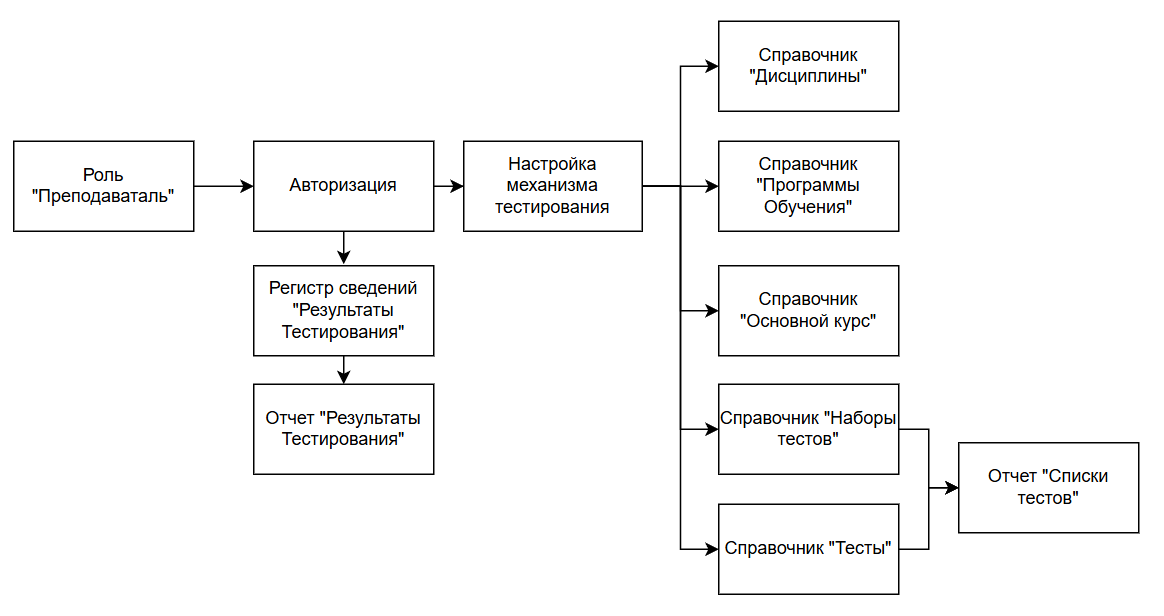 Справочник
"Дисциплины"
Роль
"Преподаваталь"
Авторизация
Настройка
механизма
тестирования
Справочник
"Программы
Обучения"
Регистр сведений
"Результаты
Тестирования"
Справочник
"Основной курс"
Отчет "Результаты
Тестирования"
Справочник "Наборы
тестов"
Отчет "Списки
тестов"
Справочник "Тесты"